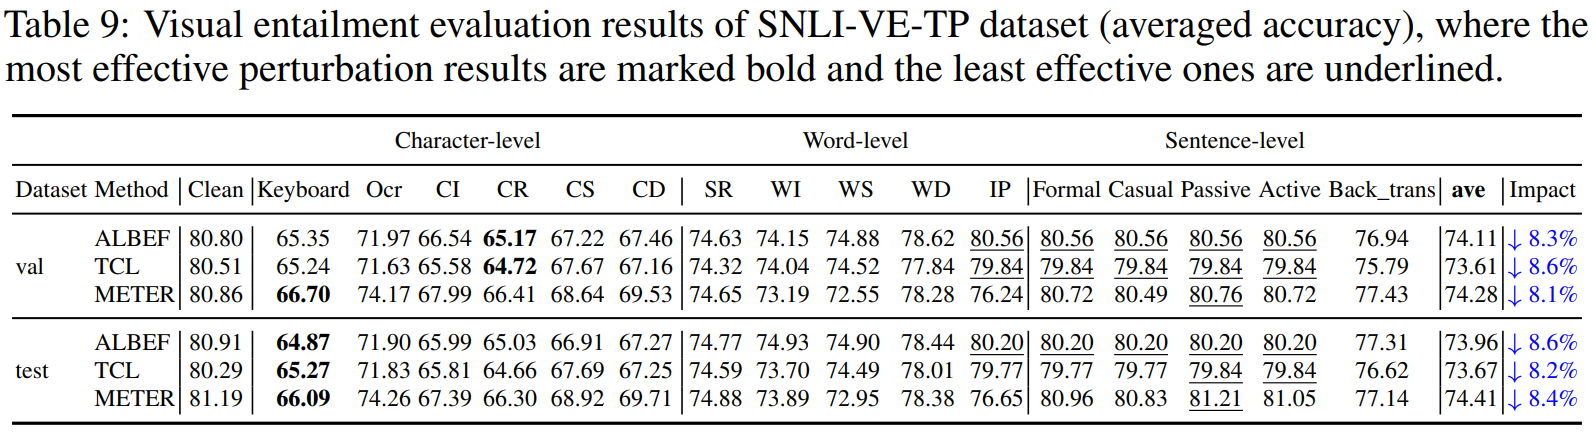 Table 9: Visual entailment evaluation results of SNLI-VE-TP dataset (averaged accuracy), where the
most effective perturbation results are marked bold and the least effective ones are underlined.
Character-level Word-level Sentence-level
Dataset Method Clean Keyboard Ocr CI CR CS CD SR WI WS WD IP Formal Casual Passive Active Back_trans ave Impact
ALBEF 80.80 65.35 71.97 66.54 65.17 67.22 67.46 74.63 74.15 74.88 78.62 80.56 80.56 80.56 80.56 80.56 76.94 74.11 ↓ 8.3%
val TCL 80.51 65.24 71.63 65.58 64.72 67.67 67.16 74.32 74.04 74.52 77.84 79.84 79.84 79.84 79.84 79.84 75.79 73.61 ↓ 8.6%
METER 80.86 66.70 74.17 67.99 66.41 68.64 69.53 74.65 73.19 72.55 78.28 76.24 80.72 80.49 80.76 80.72 77.43 74.28 ↓ 8.1%
ALBEF 80.91 64.87 71.90 65.99 65.03 66.91 67.27 74.77 74.93 74.90 78.44 80.20 80.20 80.20 80.20 80.20 77.31 73.96 ↓ 8.6%
test TCL 80.29 65.27 71.83 65.81 64.66 67.69 67.25 74.59 73.70 74.49 78.01 79.77 79.77 79.77 79.84 79.84 76.62 73.67 ↓ 8.2%
METER 81.19 66.09 74.26 67.39 66.30 68.92 69.71 74.88 73.89 72.95 78.38 76.65 80.96 80.83 81.21 81.05 77.14 74.41 ↓ 8.4%